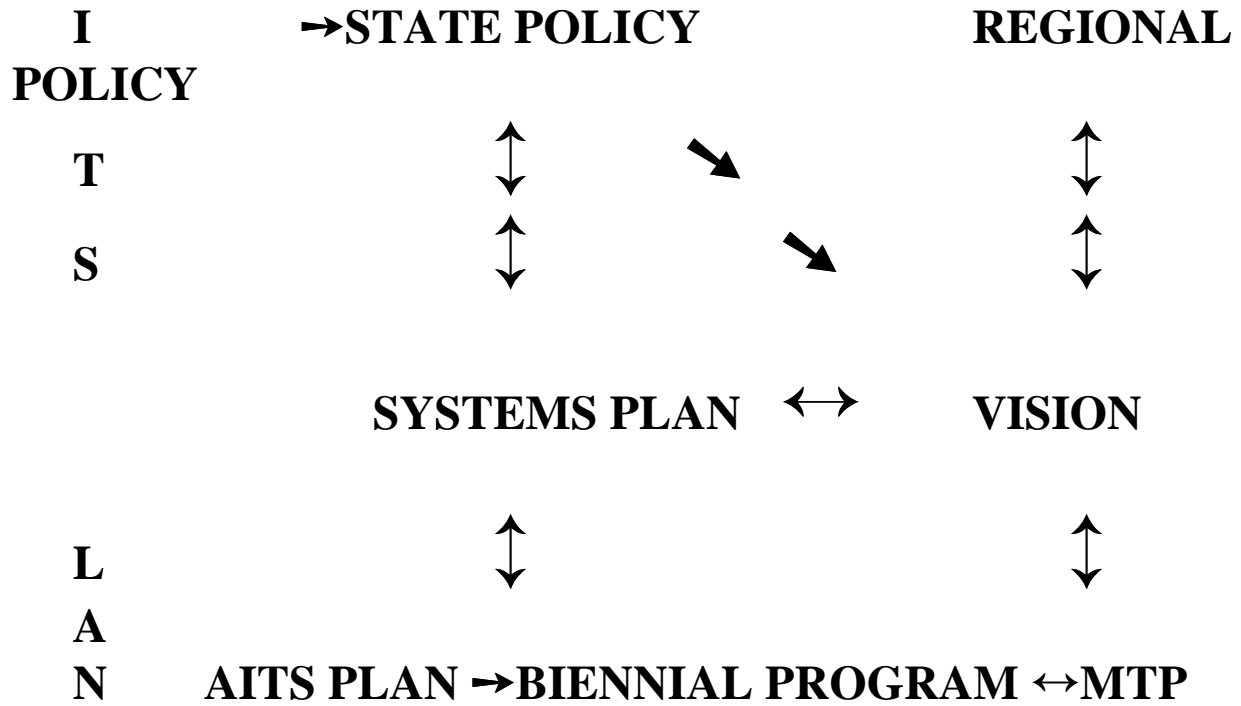 I →STATE POLICY REGIONAL
POLICY
↕ ↕
T ➘
↕ ↕
S ➘
SYSTEMS PLAN ↔ VISION
↕ ↕
L
A
N AITS PLAN →BIENNIAL PROGRAM ↔MTP